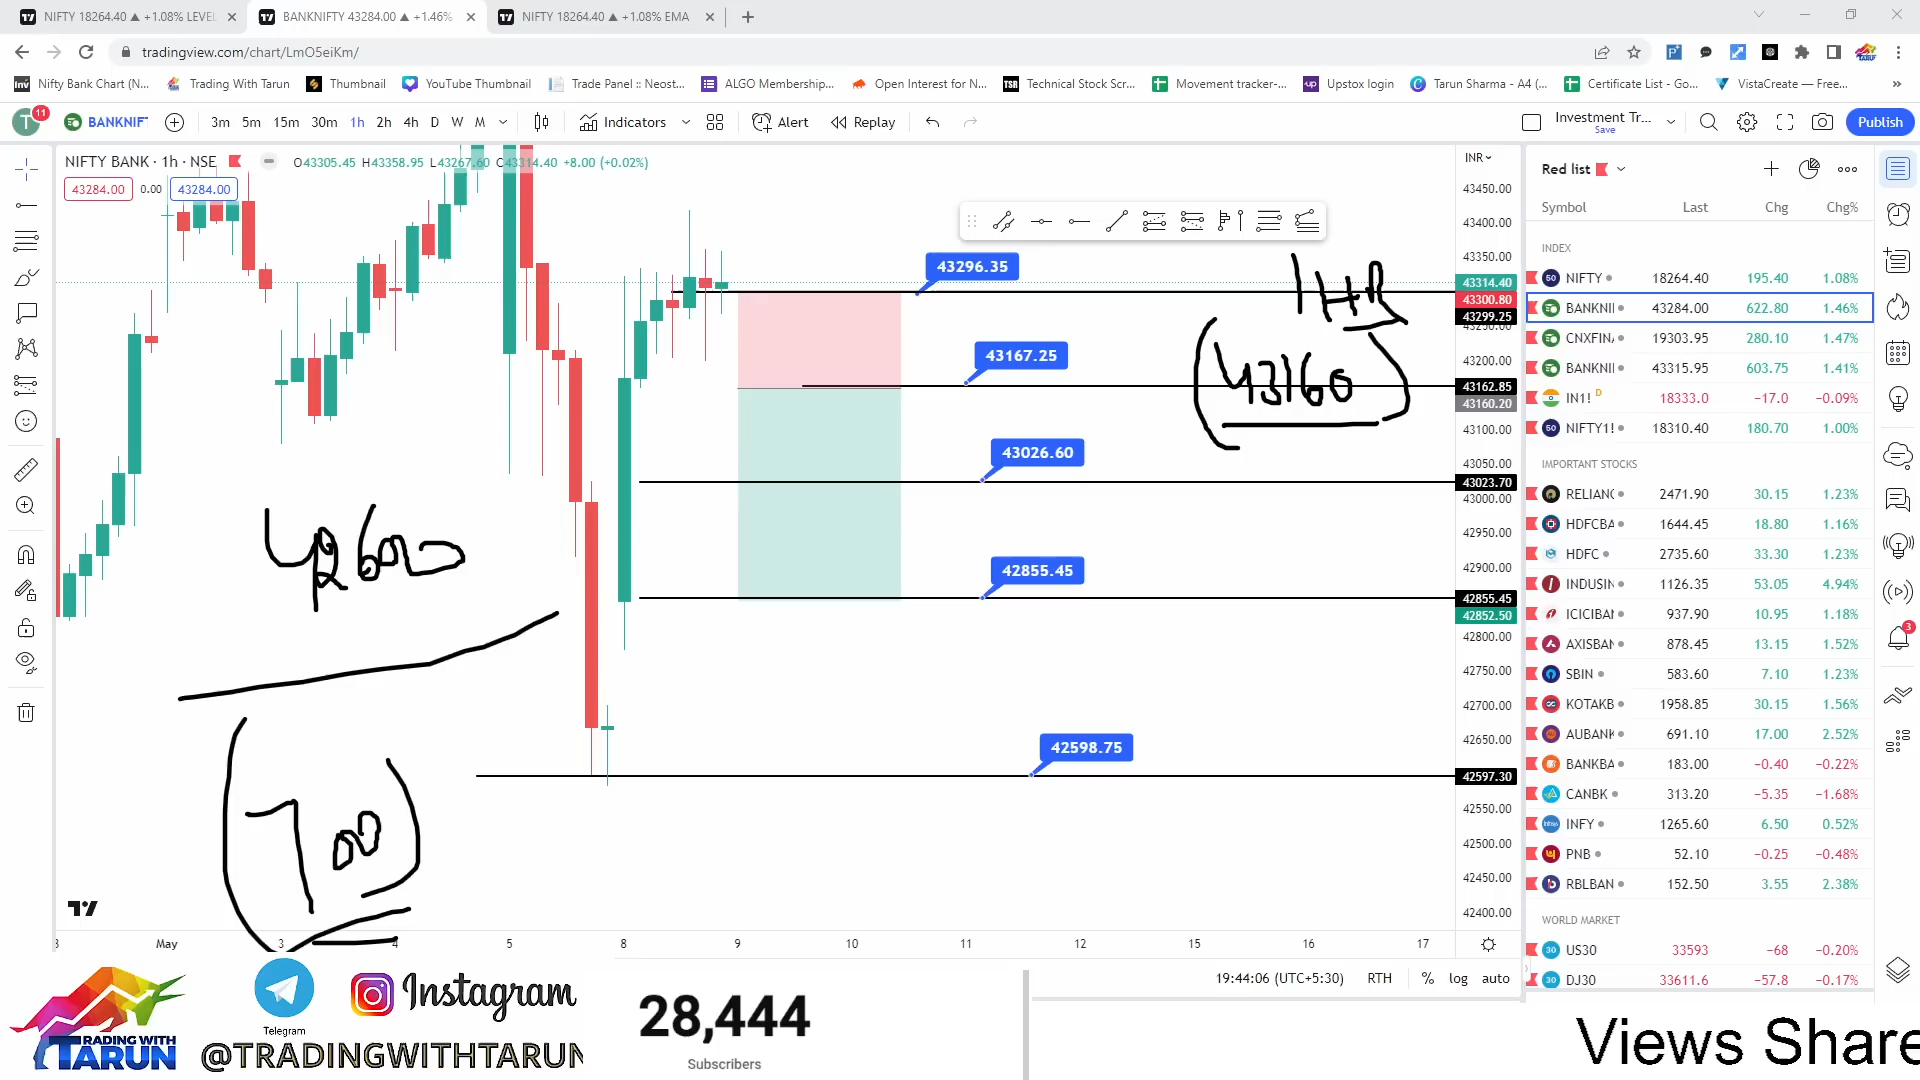 NIFTY 18264.40 ▲ +1.08% LEVEL
BANKNIFTY 43284.00 ▲ +1.46%
NIFTY 18264.40 ▲ +1.08% EMA
tradingview.com/chart/LmO5eiKm/
Nifty Bank Chart (N... Trading With Tarun Thumbnail YouTube Thumbnail Trade Panel :: Neost... ALGO Membership... Open Interest for N... Technical Stock Scr... Movement tracker-... Upstox login Tarun Sharma - A4 (... Certificate List - Go... VistaCreate — Free... »
T 11 BANKNIF 3m 5m 15m 30m 1h 2h 4h D W M Indicators Alert Replay Investment Tr... Save Publish
NIFTY BANK · 1h · NSE O43305.45 H43358.95 L43267.60 C43314.40 +8.00 (+0.02%)
43284.00 0.00 43284.00
INR
43450.00
43400.00
43350.00
43314.40
43300.80
43299.25
43250.00
43200.00
43162.85
43160.20
43100.00
43050.00
43023.70
43000.00
42950.00
42900.00
42855.45
42852.50
42800.00
42750.00
42700.00
42650.00
42597.30
42550.00
42500.00
42450.00
42400.00
43296.35
43167.25
43026.60
42855.45
42598.75
1HR
43160
42600
700
May 3 4 5 8 9 10 11 12 15 16 17
19:44:06 (UTC+5:30) RTH % log auto
Red list
Symbol Last Chg Chg%
INDEX
NIFTY 18264.40 195.40 1.08%
BANKNI 43284.00 622.80 1.46%
CNXFIN 19303.95 280.10 1.47%
BANKNI 43315.95 603.75 1.41%
IN1! D 18333.0 −17.0 −0.09%
NIFTY1! 18310.40 180.70 1.00%
IMPORTANT STOCKS
RELIANC 2471.90 30.15 1.23%
HDFCBA 1644.45 18.80 1.16%
HDFC 2735.60 33.30 1.23%
INDUSIN 1126.35 53.05 4.94%
ICICIBAN 937.90 10.95 1.18%
AXISBAN 878.45 13.15 1.52%
SBIN 583.60 7.10 1.23%
KOTAKB 1958.85 30.15 1.56%
AUBANK 691.10 17.00 2.52%
BANKBA 183.00 −0.40 −0.22%
CANBK 313.20 −5.35 −1.68%
INFY 1265.60 6.50 0.52%
PNB 52.10 −0.25 −0.48%
RBLBAN 152.50 3.55 2.38%
WORLD MARKET
US30 33593 −68 −0.20%
DJ30 33611.6 −57.8 −0.17%
3
TRADING WITH
TARUN
Telegram
Instagram
@TRADINGWITHTARUN
28,444
Subscribers
Views Share